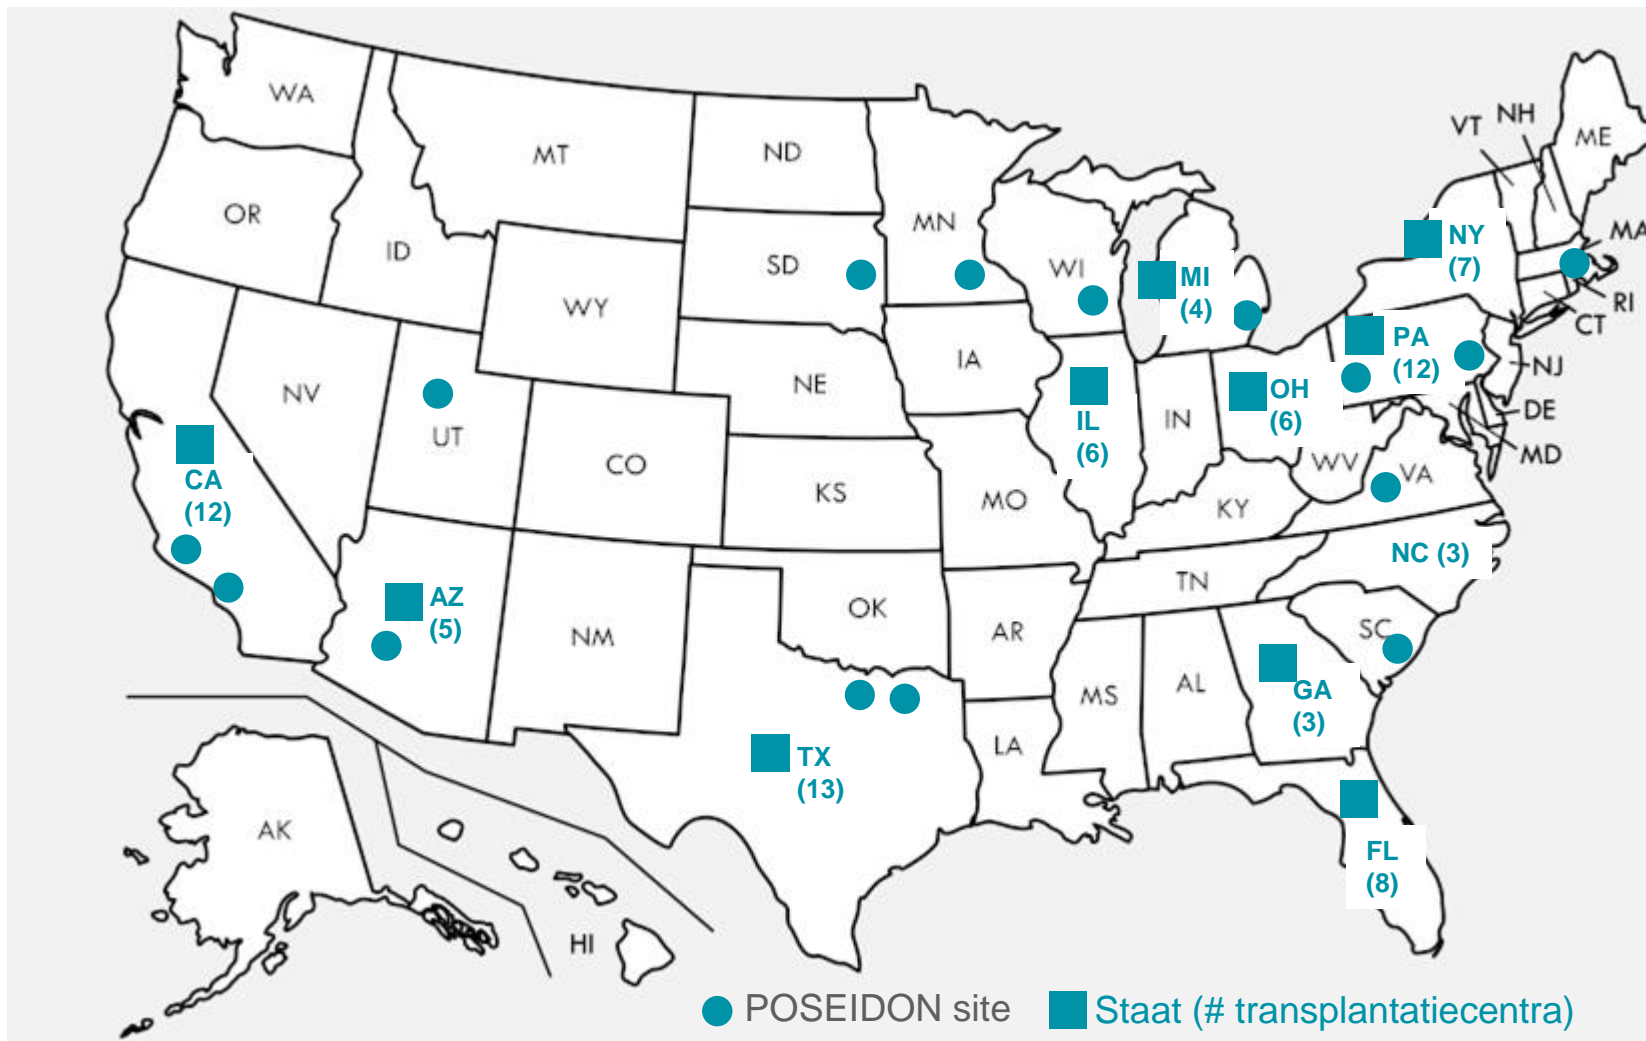 WA
MT
ND
MN
VT
NH
ME
OR
ID
SD
WI
MI
(4)
NY
(7)
MA
RI
CT
WY
IA
NE
PA
(12)
NJ
DE
MD
NV
UT
CO
KS
MO
IL
(6)
IN
OH
(6)
WV
VA
KY
CA
(12)
NC (3)
TN
AZ
(5)
NM
OK
AR
SC
MS
AL
GA
(3)
LA
TX
(13)
FL
(8)
AK
HI
POSEIDON site
Staat (# transplantatiecentra)